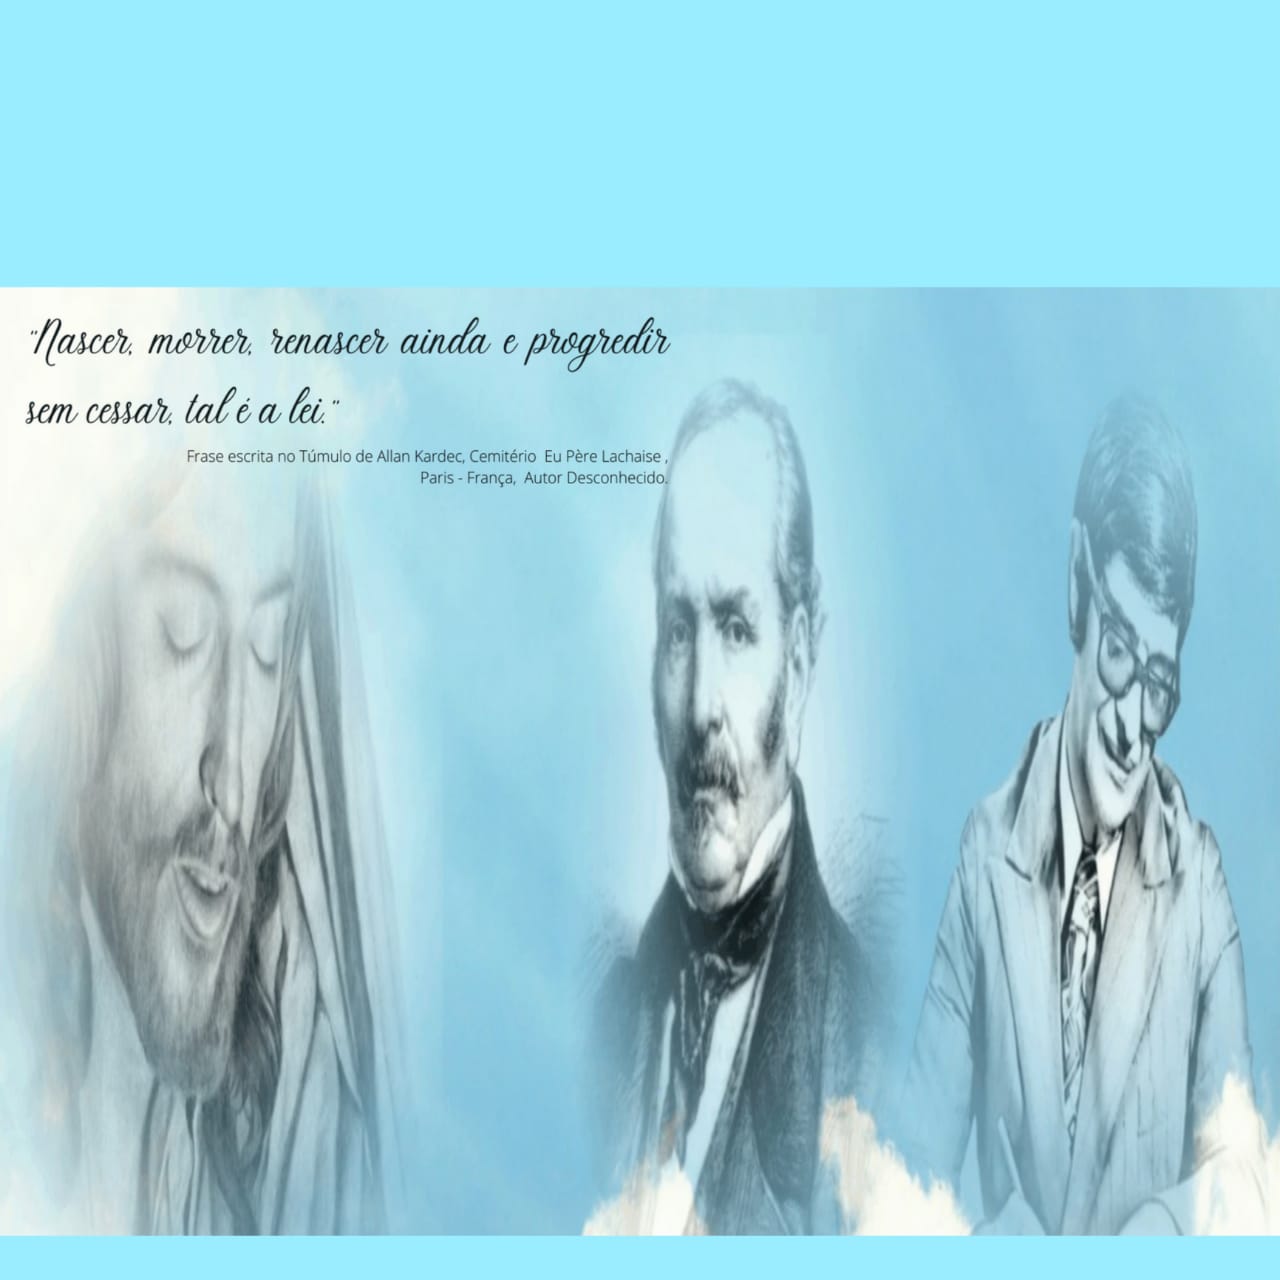 "Nascer, morrer, renascer ainda e progredir
sem cessar, tal é a lei."
Frase escrita no Túmulo de Allan Kardec, Cemitério Eu Père Lachaise ,
Paris - França, Autor Desconhecido.